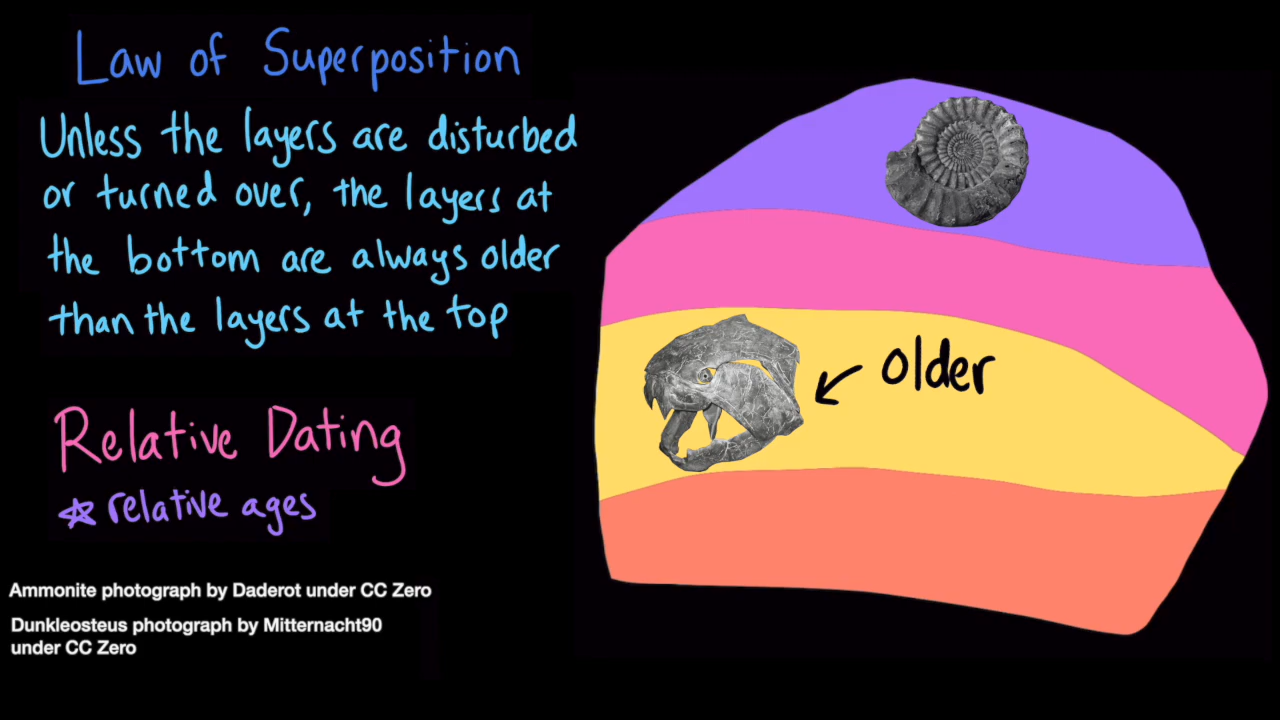 Law of Superposition
Unless the layers are disturbed
or turned over, the layers at
the bottom are always older
than the layers at the top
older
Relative Dating
☆ relative ages
Ammonite photograph by Daderot under CC Zero
Dunkleosteus photograph by Mitternacht90
under CC Zero